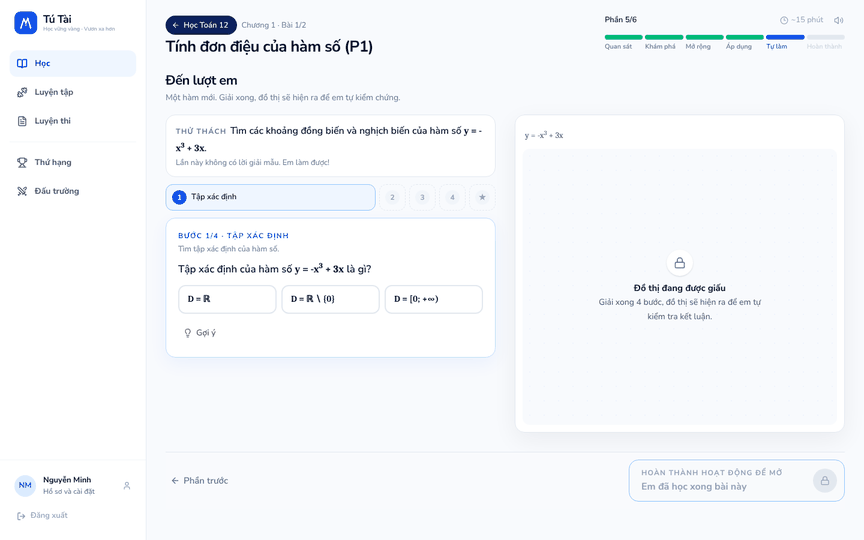 Tú Tài
Học vững vàng · Vươn xa hơn
Học
Luyện tập
Luyện thi
Thứ hạng
Đấu trường
NM
Nguyễn Minh
Hồ sơ và cài đặt
Đăng xuất
← Học Toán 12
Chương 1 · Bài 1/2
Tính đơn điệu của hàm số (P1)
Phần 5/6
~15 phút
Quan sát
Khám phá
Mở rộng
Áp dụng
Tự làm
Hoàn thành
Đến lượt em
Một hàm mới. Giải xong, đồ thị sẽ hiện ra để em tự kiểm chứng.
THỬ THÁCH Tìm các khoảng đồng biến và nghịch biến của hàm số y = -
x³ + 3x.
Lần này không có lời giải mẫu. Em làm được!
1 Tập xác định
2
3
4
★
BƯỚC 1/4 · TẬP XÁC ĐỊNH
Tìm tập xác định của hàm số.
Tập xác định của hàm số y = -x³ + 3x là gì?
D = ℝ
D = ℝ \ {0}
D = [0; +∞)
Gợi ý
y = -x³ + 3x
Đồ thị đang được giấu
Giải xong 4 bước, đồ thị sẽ hiện ra để em tự
kiểm tra kết luận.
← Phần trước
HOÀN THÀNH HOẠT ĐỘNG ĐỂ MỞ
Em đã học xong bài này